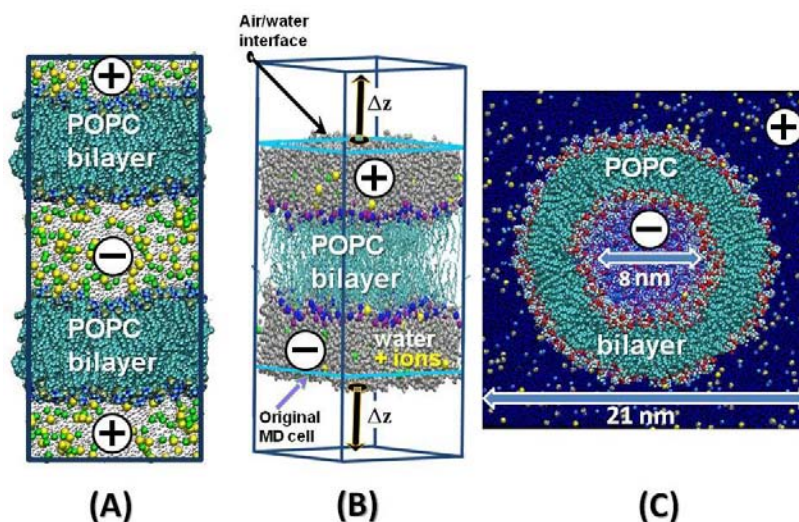 +
POPC
bilayer
−
POPC
bilayer
+
(A)
Air/water
interface
Δz
+
POPC
bilayer
−
water
+ ions
Original
MD cell
Δz
(B)
+
POPC
−
8 nm
bilayer
21 nm
(C)